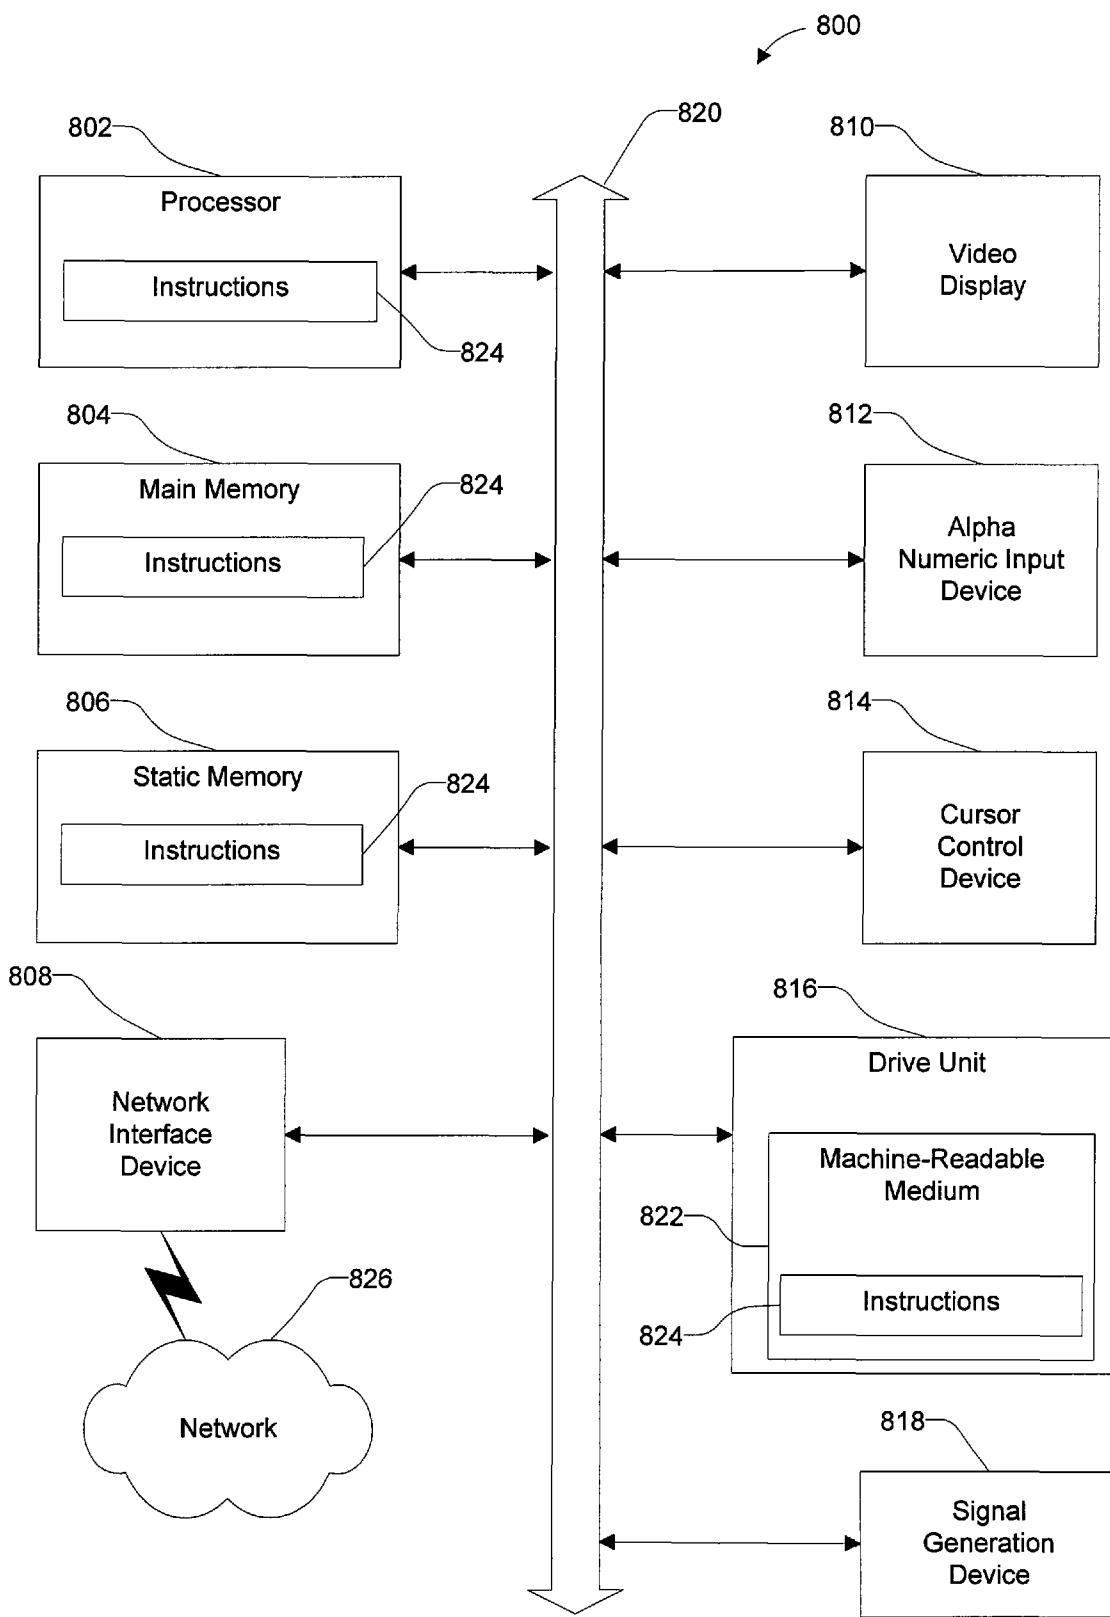 800
820
802
Processor
Instructions
824
810
Video
Display
804
Main Memory
824
Instructions
812
Alpha
Numeric Input
Device
806
Static Memory
824
Instructions
814
Cursor
Control
Device
808
Network
Interface
Device
816
Drive Unit
Machine-Readable
Medium
822
Instructions
824
826
Network
818
Signal
Generation
Device